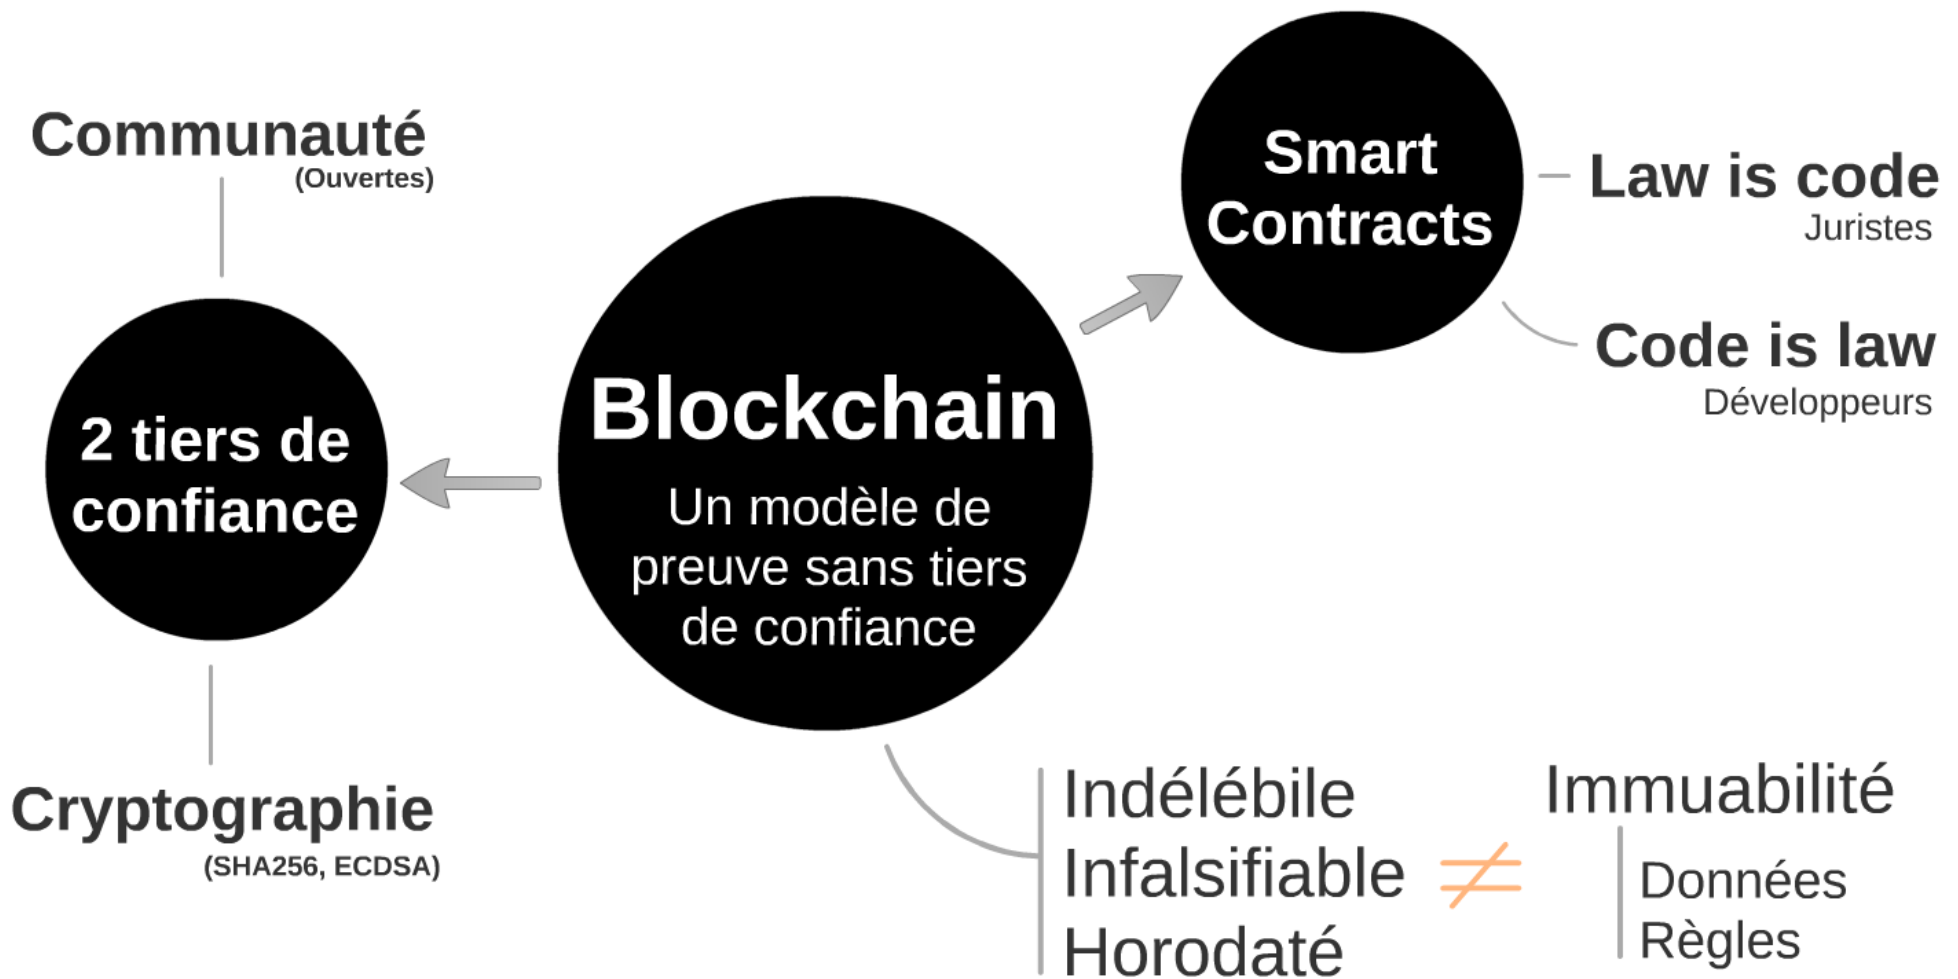 Communauté
(Ouvertes)
2 tiers de
confiance
Cryptographie
(SHA256, ECDSA)
Blockchain
Un modèle de
preuve sans tiers
de confiance
Smart
Contracts
Law is code
Juristes
Code is law
Développeurs
Indélébile
Infalsifiable
Horodaté
≠
Immuabilité
Données
Règles